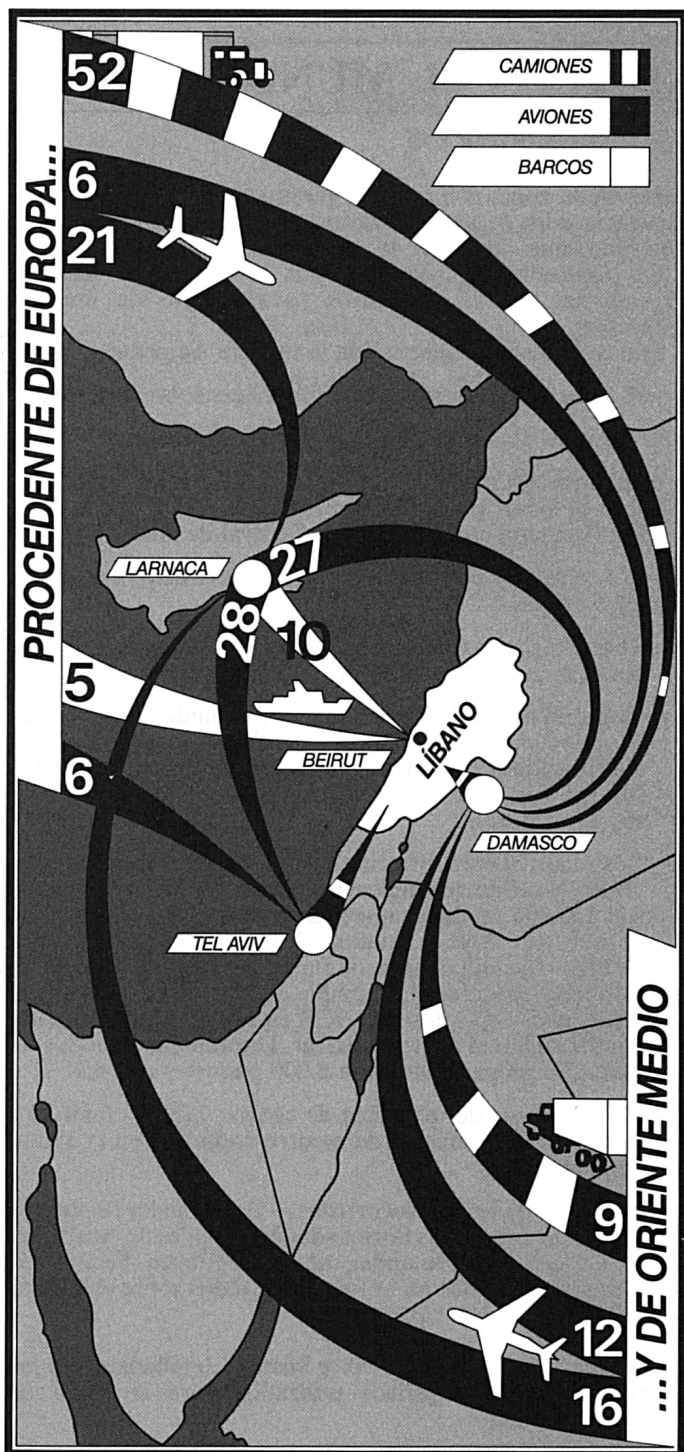 52
CAMIONES
AVIONES
BARCOS
PROCEDENTE DE EUROPA...
6
21
LARNACA
27
28
10
5
6
BEIRUT
LÍBANO
DAMASCO
TEL AVIV
...Y DE ORIENTE MEDIO
9
12
16